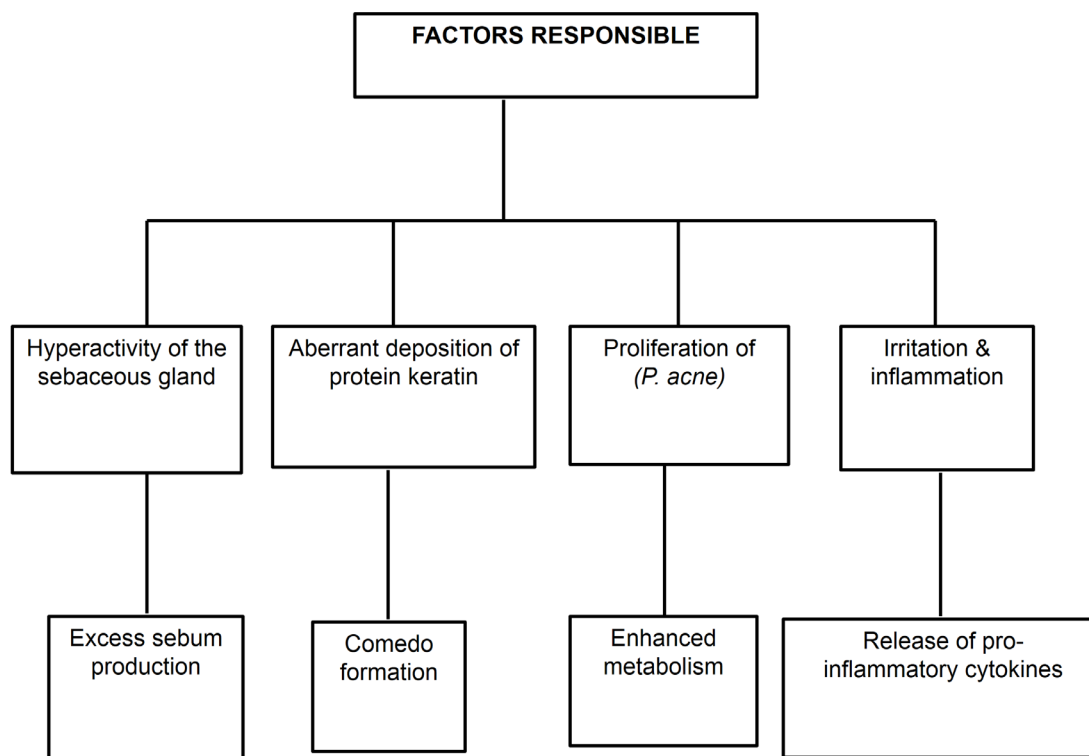 FACTORS RESPONSIBLE
Hyperactivity of the
sebaceous gland
Aberrant deposition of
protein keratin
Proliferation of
(P. acne)
Irritation &
inflammation
Excess sebum
production
Comedo
formation
Enhanced
metabolism
Release of pro-
inflammatory cytokines